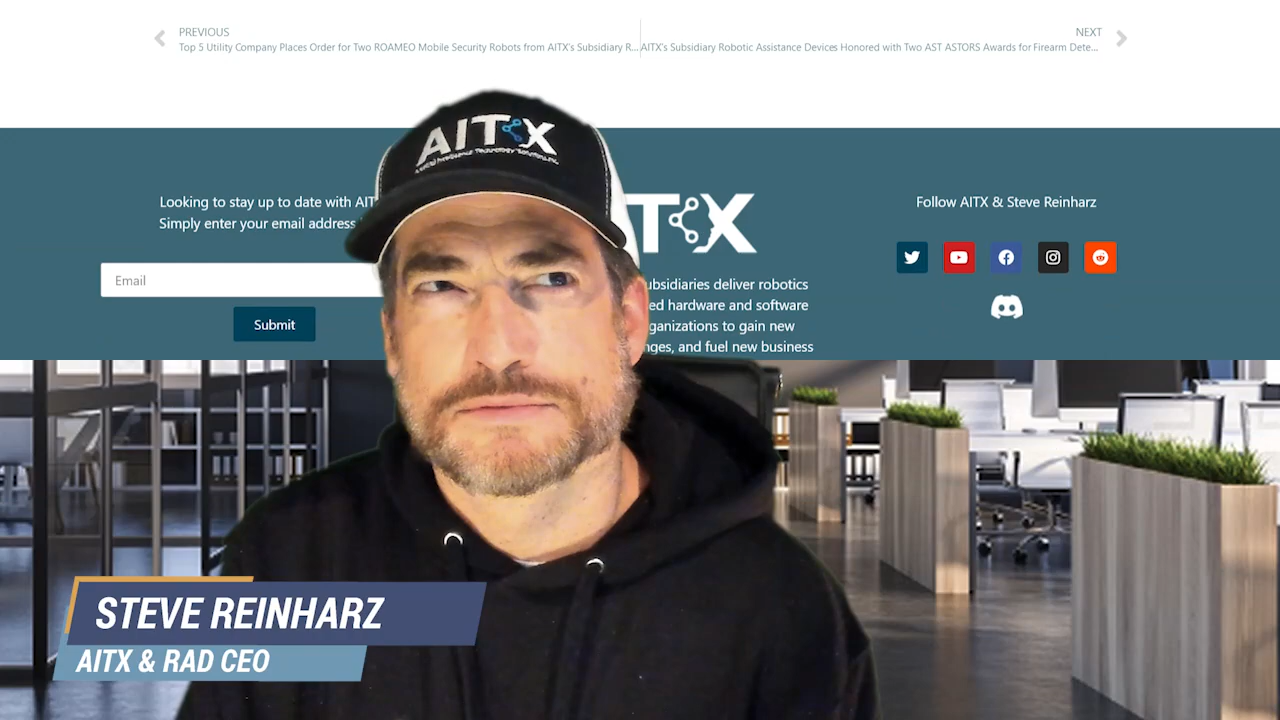 PREVIOUS
Top 5 Utility Company Places Order for Two ROAMEO Mobile Security Robots from AITX's Subsidiary R...
NEXT
AITX's Subsidiary Robotic Assistance Devices Honored with Two AST ASTORS Awards for Firearm Dete...
AITX
Looking to stay up to date with AIT
Simply enter your email address
Email
Submit
TX
ubsidiaries deliver robotics
ed hardware and software
ganizations to gain new
nges, and fuel new business
Follow AITX & Steve Reinharz
STEVE REINHARZ
AITX & RAD CEO